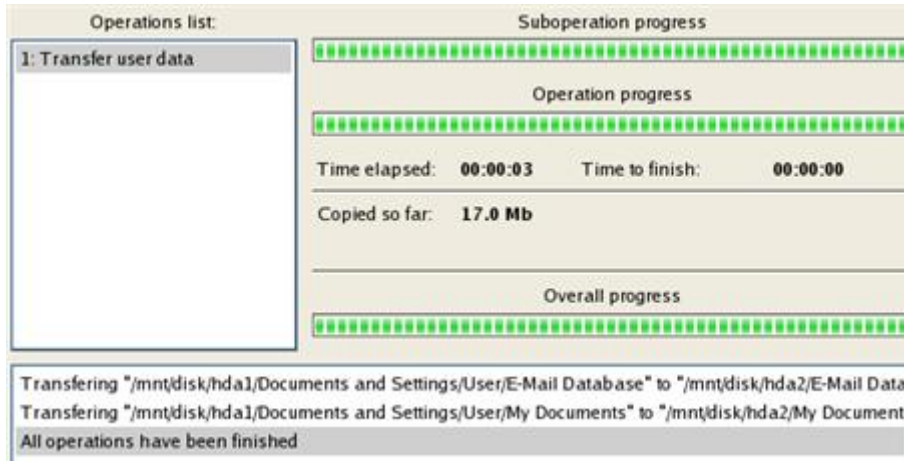 Operations list:
1: Transfer user data
Suboperation progress
Operation progress
Time elapsed: 00:00:03 Time to finish: 00:00:00
Copied so far: 17.0 Mb
Overall progress
Transfering "/mnt/disk/hda1/Documents and Settings/User/E-Mail Database" to "/mnt/disk/hda2/E-Mail Data
Transfering "/mnt/disk/hda1/Documents and Settings/User/My Documents" to "/mnt/disk/hda2/My Document
All operations have been finished